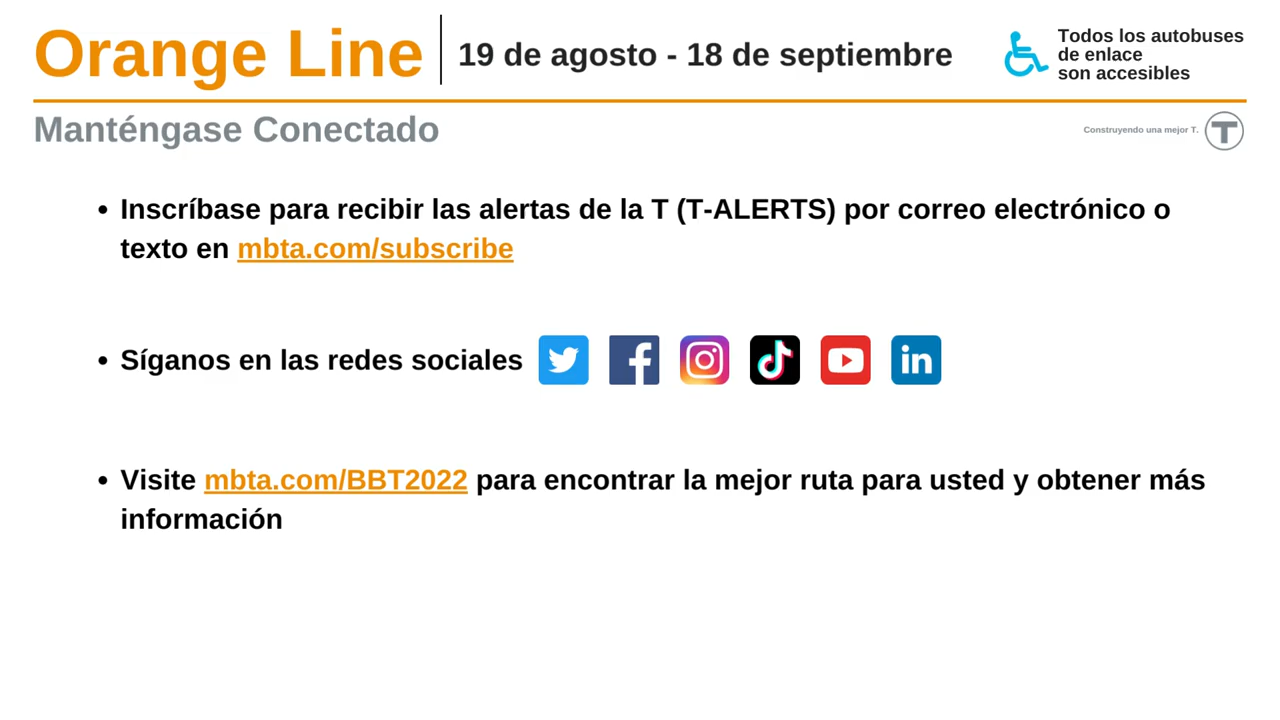 Orange Line
19 de agosto - 18 de septiembre
Todos los autobuses
de enlace
son accesibles
Manténgase Conectado
Construyendo una mejor T.
T
• Inscríbase para recibir las alertas de la T (T-ALERTS) por correo electrónico o
texto en mbta.com/subscribe
• Síganos en las redes sociales
• Visite mbta.com/BBT2022 para encontrar la mejor ruta para usted y obtener más
información